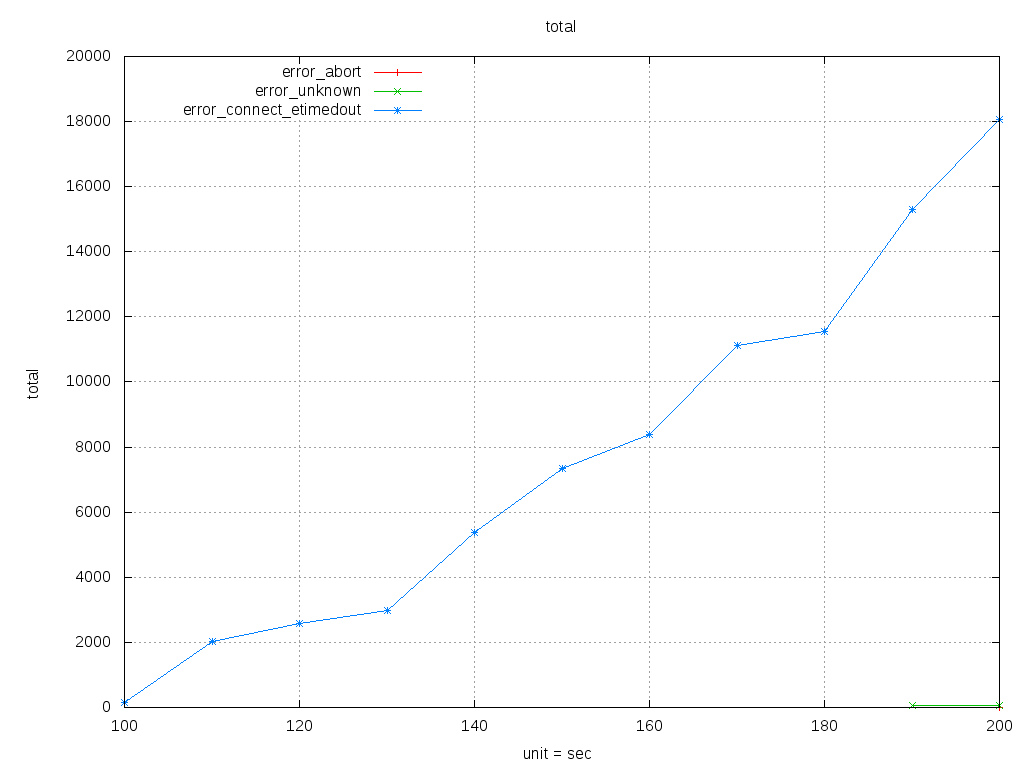 total
20000
18000
16000
14000
12000
10000
8000
6000
4000
2000
0
total
error_abort
error_unknown
error_connect_etimedout
100 120 140 160 180 200
unit = sec